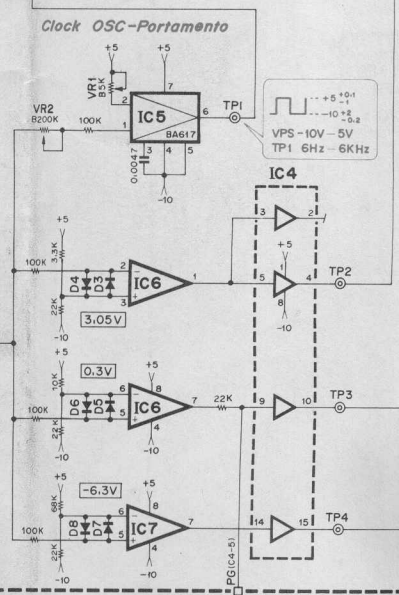 Clock OSC-Portamento
+5 +5
VR1 B5K
7
2 IC5 6 TP1
VR2 B200K
100K 1 BA617
0.0047 3 4 5
-10
+5 +0.1 -1
-10 +2 -0.2
VPS -10V - 5V
TP1 6Hz - 6KHz
IC4
3 2
+5
3.3K
+5
100K
D4 D3
2 -
IC6
3 +
1
5 1 4 TP2
8
-10
22K
3.05V
-10
+5
0.3V
10K
+5
8
6 -
IC6
5 +
7
22K
9 10 TP3
D6 D5
100K
4
22K
-10
-10
+5
-6.3V
68K
+5
8
6 -
IC7
5 +
7
14 15 TP4
D8 D7
100K
4
22K
-10
-10
PG(C4-5)